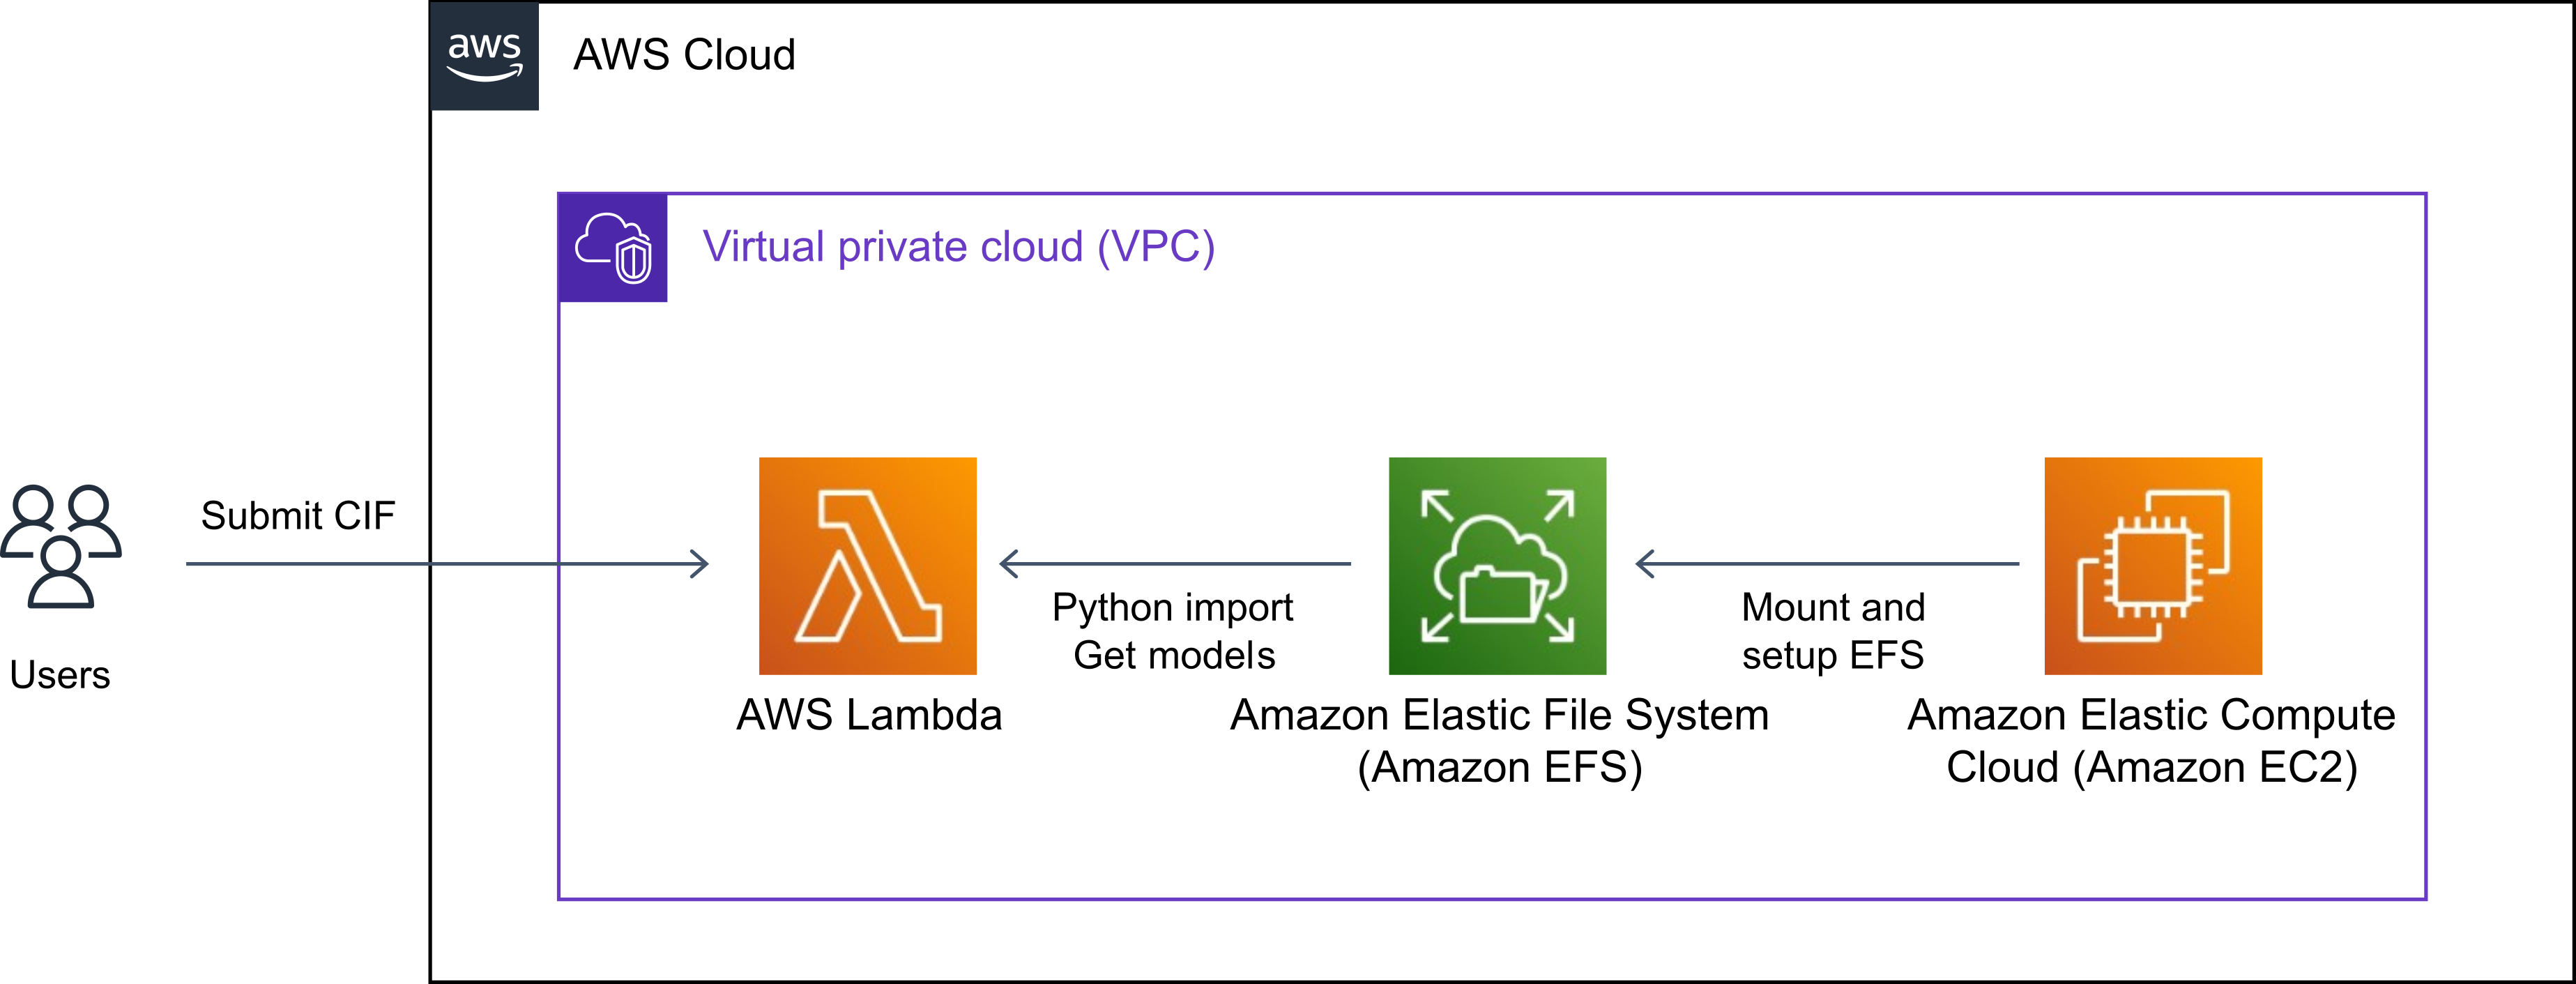 aws
AWS Cloud
Virtual private cloud (VPC)
Submit CIF
Users
Python import
Get models
Mount and
setup EFS
AWS Lambda
Amazon Elastic File System
(Amazon EFS)
Amazon Elastic Compute
Cloud (Amazon EC2)